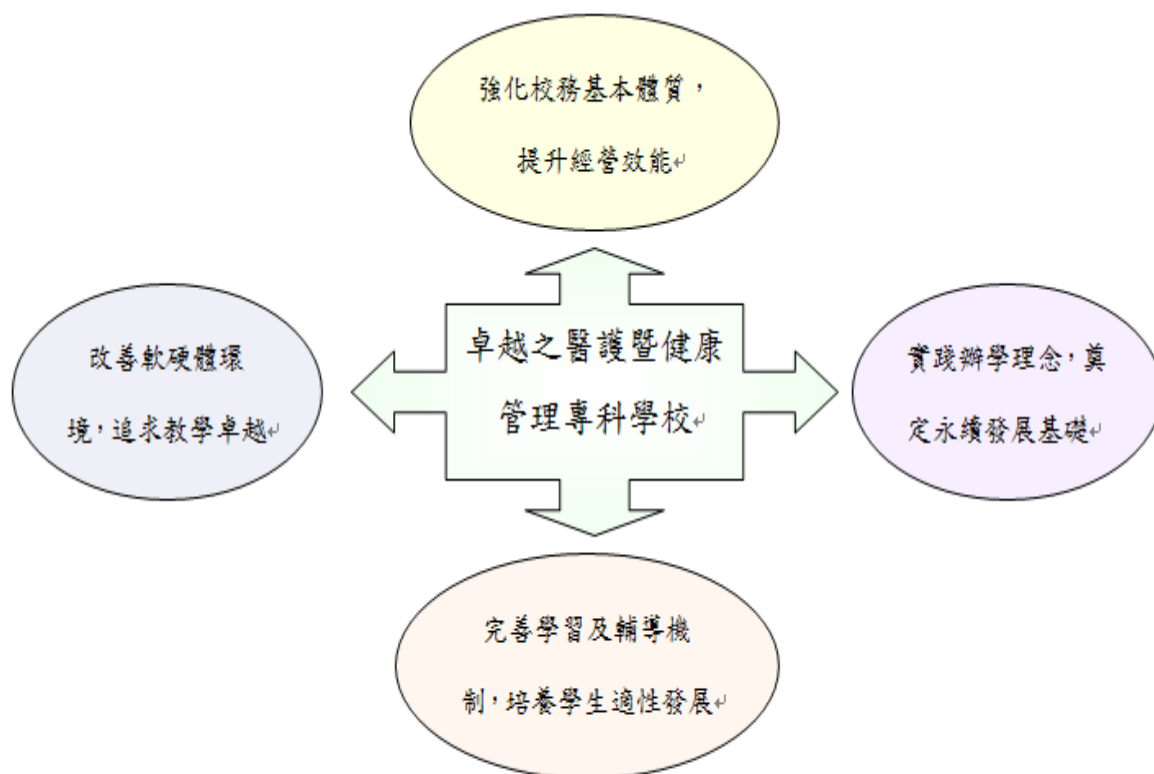 強化校務基本體質，
提升經營效能
改善軟硬體環
境，追求教學卓越
卓越之醫護暨健康
管理專科學校
實踐辦學理念，奠
定永續發展基礎
完善學習及輔導機
制，培養學生適性發展